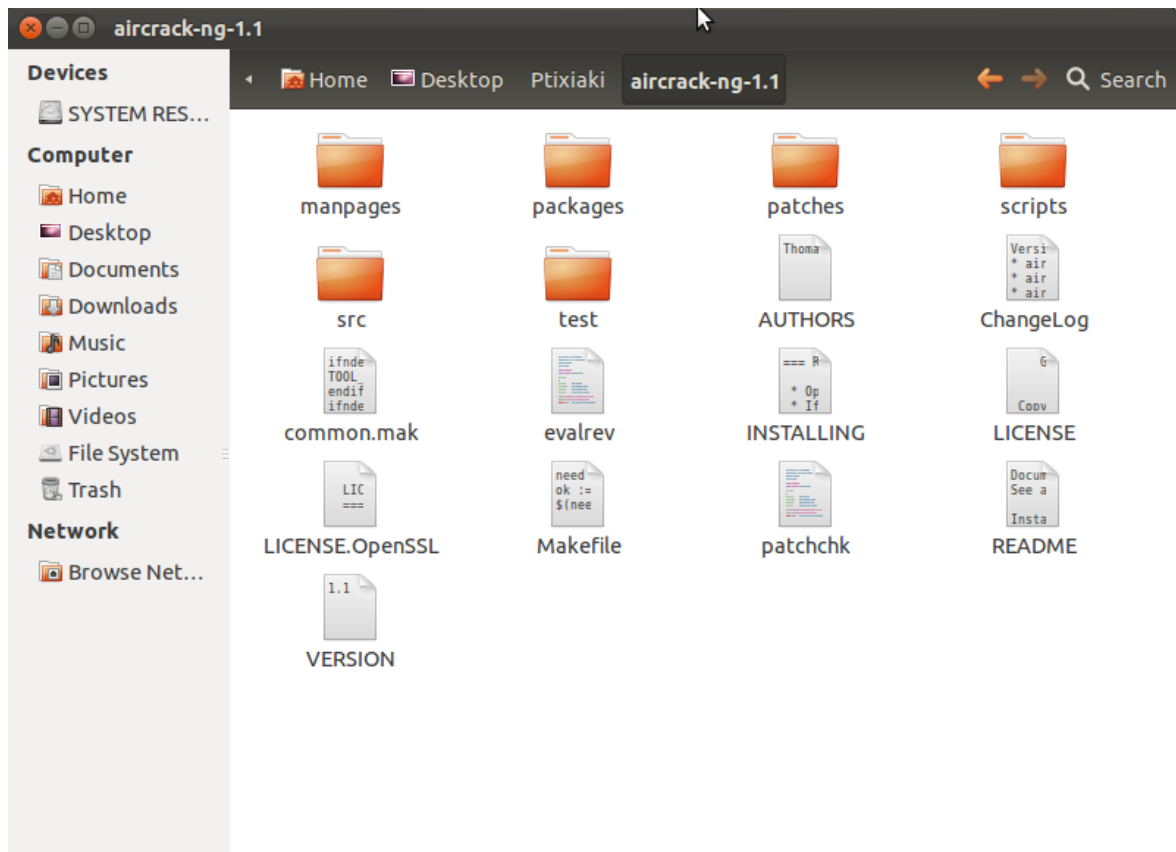 aircrack-ng-1.1
Devices
SYSTEM RES...
Computer
Home
Desktop
Documents
Downloads
Music
Pictures
Videos
File System
Trash
Network
Browse Net...
Home Desktop Ptixiaki aircrack-ng-1.1 Search
manpages packages patches scripts
Thoma
Versi
* air
* air
* air
src test AUTHORS ChangeLog
ifnde
TOOL_
endif
ifnde
=== R
* Op
* If
G
Copy
common.mak evalrev INSTALLING LICENSE
LIC
===
need
ok :=
$(nee
Docum
See a
Insta
LICENSE.OpenSSL Makefile patchchk README
1.1
VERSION